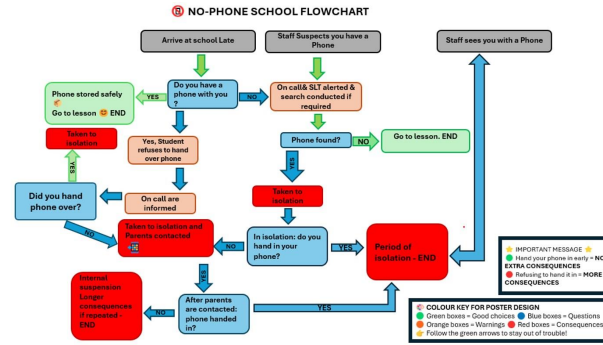 NO-PHONE SCHOOL FLOWCHART
Arrive at school Late
Staff Suspects you have a
Phone
Staff sees you with a Phone
Phone stored safely
Go to lesson 😊 END
YES
Do you have a
phone with you
?
NO
On call& SLT alerted &
search conducted if
required
Taken to
isolation
Yes, Student
refuses to hand
over phone
Phone found?
NO
Go to lesson. END
YES
YES
Did you hand
phone over?
On call are
informed
Taken to
isolation
NO
Taken to isolation and
Parents contacted
NO
In isolation: do you
hand in your
phone?
YES
Period of
isolation - END
⭐ IMPORTANT MESSAGE ⭐
Hand your phone in early = NO
EXTRA CONSEQUENCES
Refusing to hand it in = MORE
CONSEQUENCES
YES
Internal
suspension
Longer
consequences
if repeated -
END
NO
After parents
are contacted:
phone handed
in?
YES
COLOUR KEY FOR POSTER DESIGN
Green boxes = Good choices Blue boxes = Questions
Orange boxes = Warnings Red boxes = Consequences
Follow the green arrows to stay out of trouble!